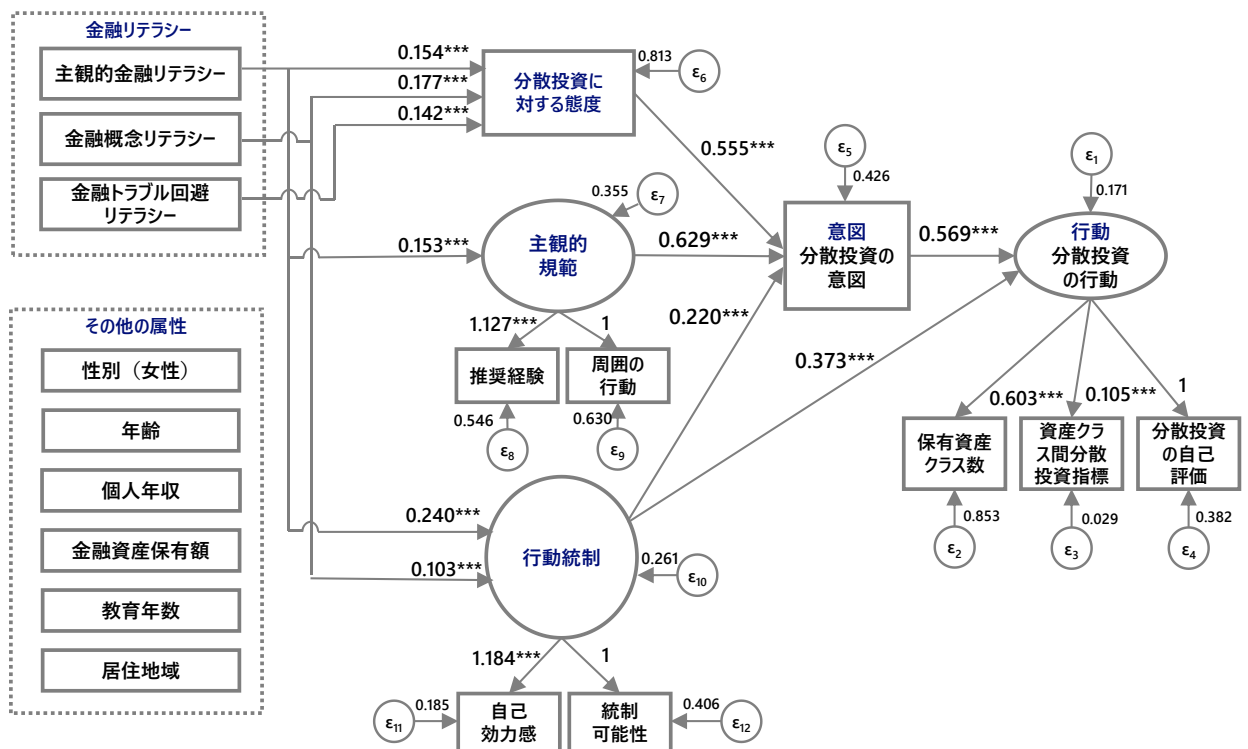 金融リテラシー
主観的金融リテラシー
金融概念リテラシー
金融トラブル回避
リテラシー
その他の属性
性別（女性）
年齢
個人年収
金融資産保有額
教育年数
居住地域
0.154***
0.177***
0.142***
0.153***
0.240***
0.103***
分散投資に
対する態度
0.813
ε6
0.555***
主観的
規範
0.355
ε7
0.629***
1.127***
1
推奨経験
周囲の
行動
0.546
ε8
0.630
ε9
行動統制
0.261
ε10
0.220***
0.373***
1.184***
1
自己
効力感
統制
可能性
0.185
ε11
0.406
ε12
ε5
0.426
意図
分散投資の
意図
0.569***
ε1
0.171
行動
分散投資
の行動
0.603***
0.105***
1
保有資産
クラス数
資産クラ
ス間分散
投資指標
分散投資
の自己
評価
0.853
ε2
0.029
ε3
0.382
ε4